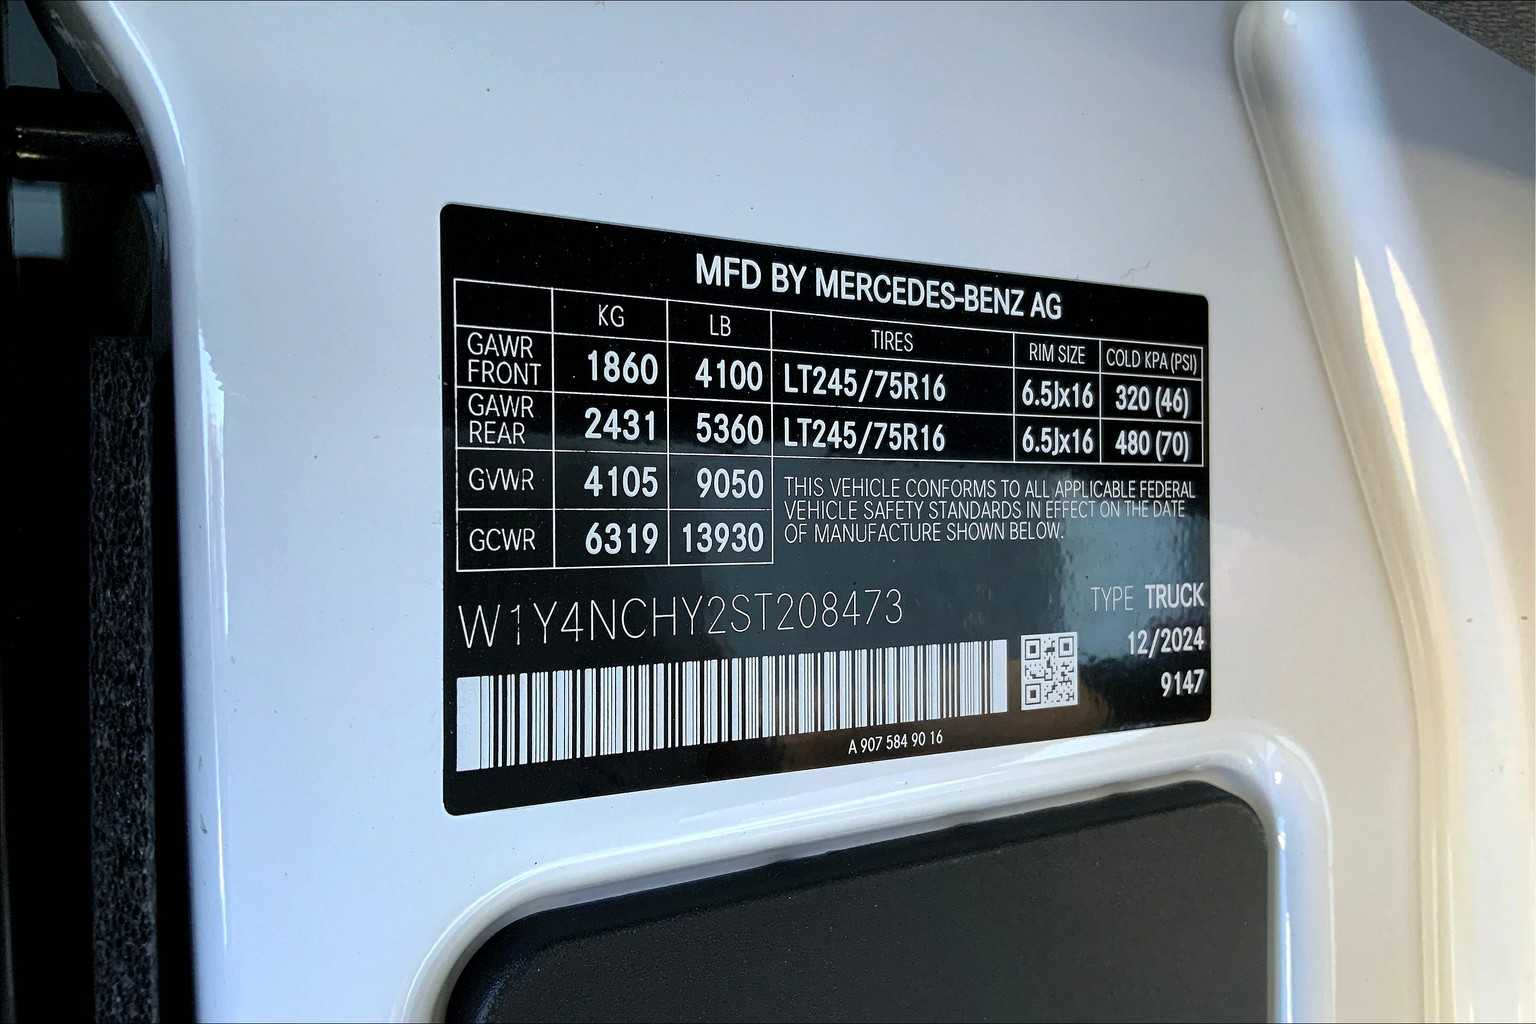 MFD BY MERCEDES-BENZ AG
KG LB TIRES RIM SIZE COLD KPA (PSI)
GAWR FRONT 1860 4100 LT245/75R16 6.5Jx16 320 (46)
GAWR REAR 2431 5360 LT245/75R16 6.5Jx16 480 (70)
GVWR 4105 9050
GCWR 6319 13930
THIS VEHICLE CONFORMS TO ALL APPLICABLE FEDERAL
VEHICLE SAFETY STANDARDS IN EFFECT ON THE DATE
OF MANUFACTURE SHOWN BELOW.
W1Y4NCHY2ST208473
TYPE TRUCK
12/2024
9147
A 907 584 90 16